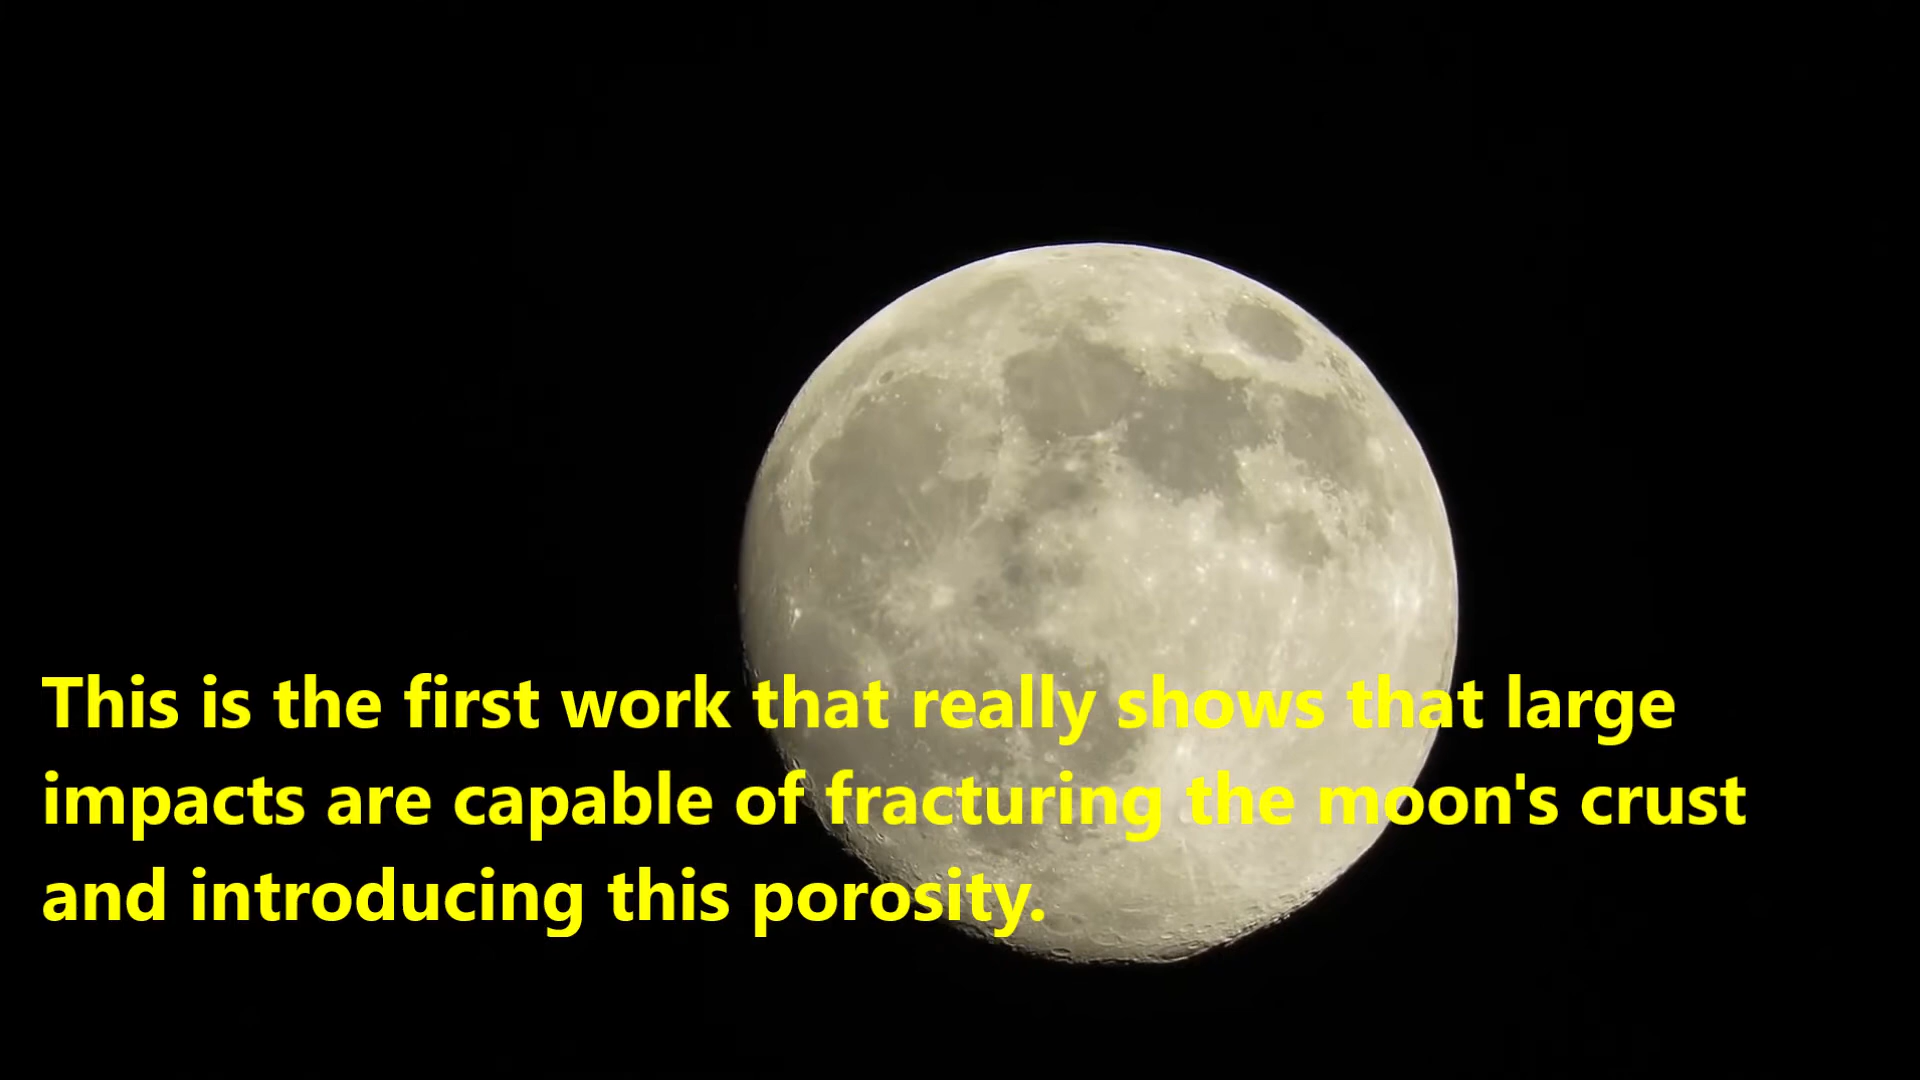 This is the first work that really shows that large
impacts are capable of fracturing the moon's crust
and introducing this porosity.